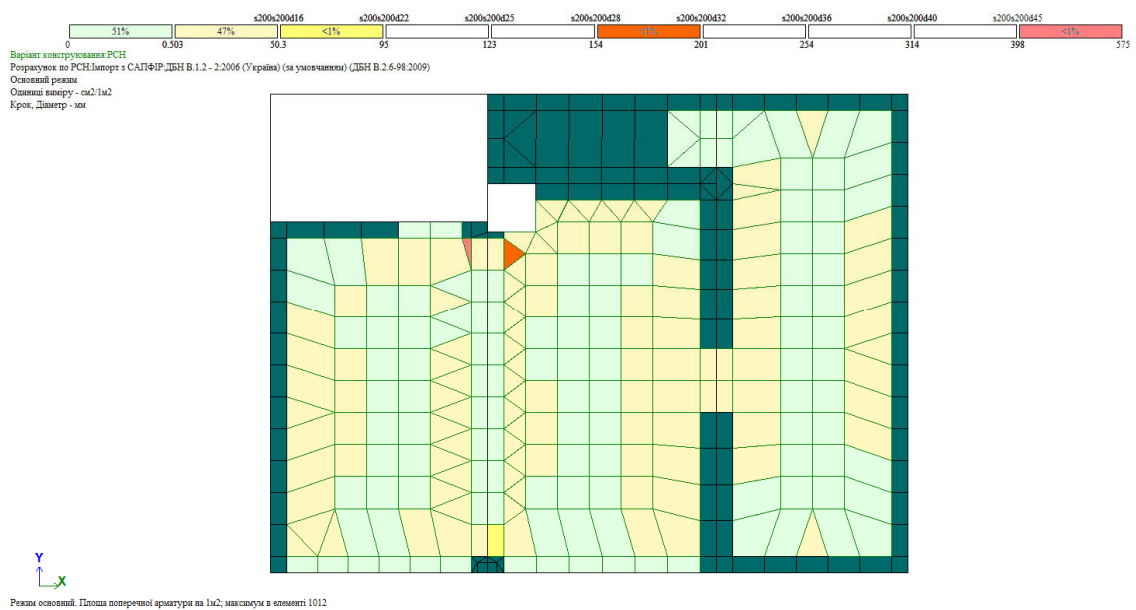 s200s200d16 s200s200d22 s200s200d25 s200s200d28 s200s200d32 s200s200d36 s200s200d40 s200s200d45
51% 47% <1% <1% <1%
0 0.503 50.3 95 123 154 201 254 314 398 575
Варіант конструювання:РСН
Розрахунок по РСН:Імпорт з САПФІР:ДБН В.1.2 - 2:2006 (Україна) (за умовчанням) (ДБН В.2.6-98:2009)
Основний режим
Одиниці виміру - см2/1м2
Крок, Діаметр - мм
Y
X
Режим основний. Площа поперечної арматури на 1м2; максимум в елементі 1012